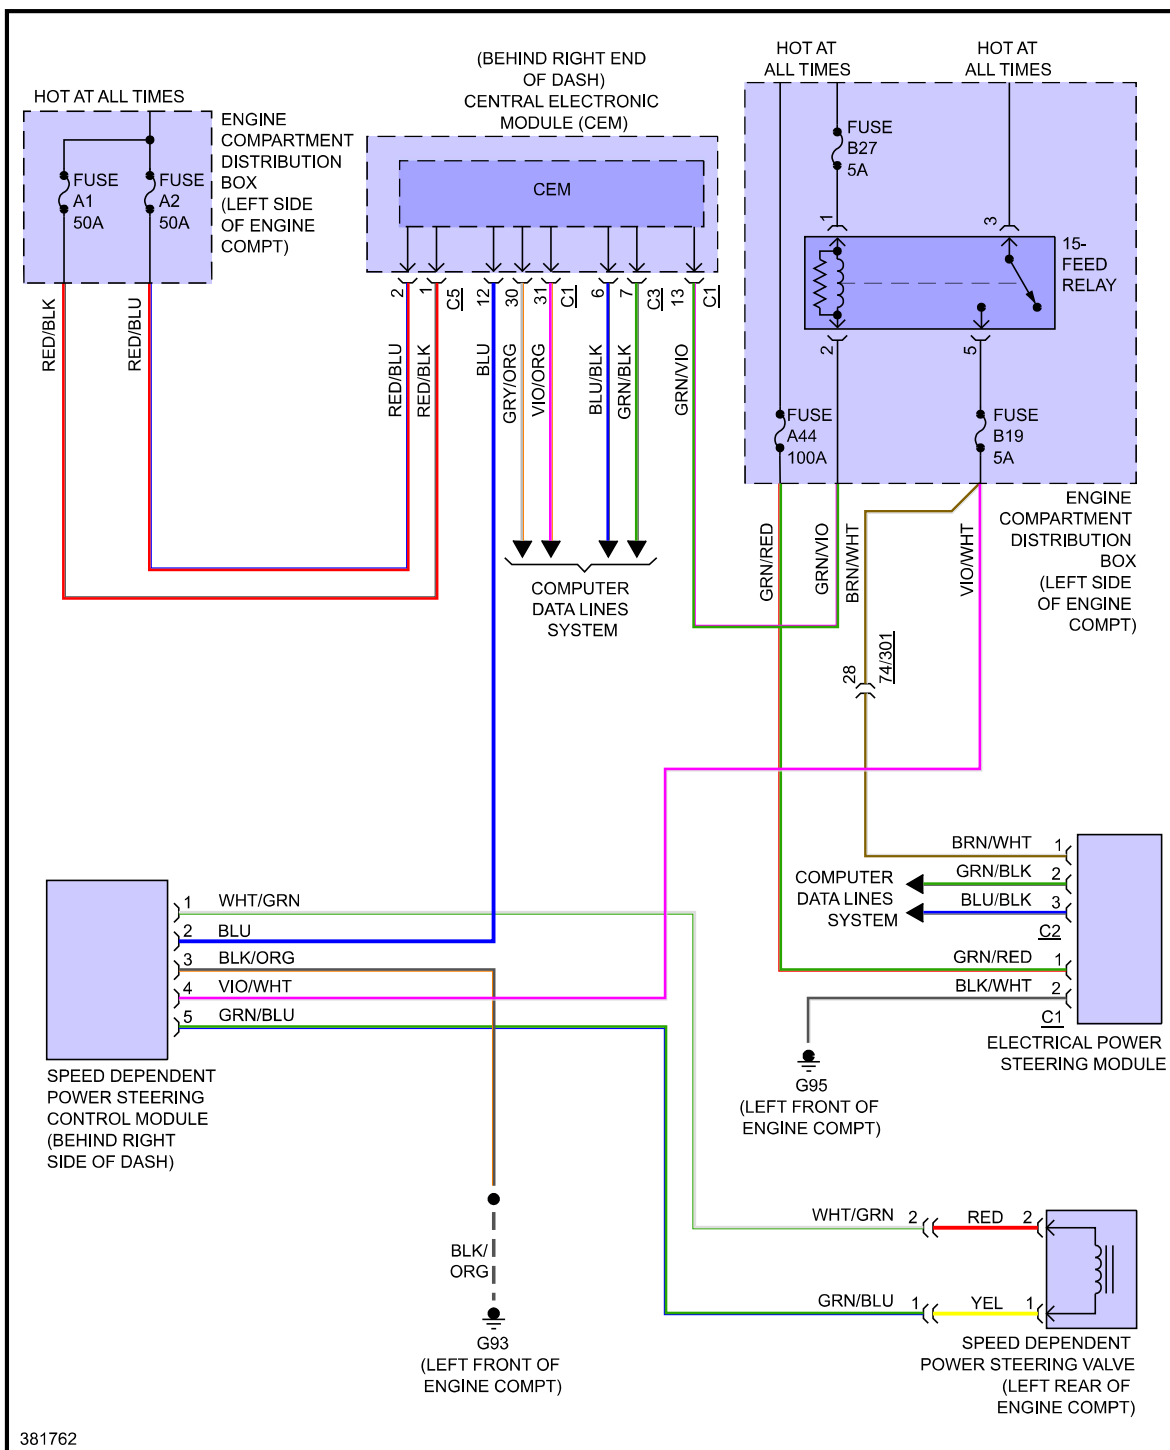 HOT AT ALL TIMES
ENGINE
COMPARTMENT
DISTRIBUTION
BOX
(LEFT SIDE
OF ENGINE
COMPT)
FUSE
A1
50A
FUSE
A2
50A
RED/BLK
RED/BLU
(BEHIND RIGHT END
OF DASH)
CENTRAL ELECTRONIC
MODULE (CEM)
CEM
2
1
C5
12
30
31
C1
6
7
C3
13
C1
RED/BLU
RED/BLK
BLU
GRY/ORG
VIO/ORG
BLU/BLK
GRN/BLK
GRN/VIO
COMPUTER
DATA LINES
SYSTEM
HOT AT
ALL TIMES
HOT AT
ALL TIMES
FUSE
B27
5A
1
3
15-
FEED
RELAY
2
5
FUSE
A44
100A
FUSE
B19
5A
GRN/RED
GRN/VIO
BRN/WHT
VIO/WHT
ENGINE
COMPARTMENT
DISTRIBUTION
BOX
(LEFT SIDE
OF ENGINE
COMPT)
28
74/301
BRN/WHT 1
GRN/BLK 2
BLU/BLK 3
C2
COMPUTER
DATA LINES
SYSTEM
GRN/RED 1
BLK/WHT 2
C1
ELECTRICAL POWER
STEERING MODULE
G95
(LEFT FRONT OF
ENGINE COMPT)
1 WHT/GRN
2 BLU
3 BLK/ORG
4 VIO/WHT
5 GRN/BLU
SPEED DEPENDENT
POWER STEERING
CONTROL MODULE
(BEHIND RIGHT
SIDE OF DASH)
BLK/
ORG
G93
(LEFT FRONT OF
ENGINE COMPT)
WHT/GRN 2 RED 2
GRN/BLU 1 YEL 1
SPEED DEPENDENT
POWER STEERING VALVE
(LEFT REAR OF
ENGINE COMPT)
381762